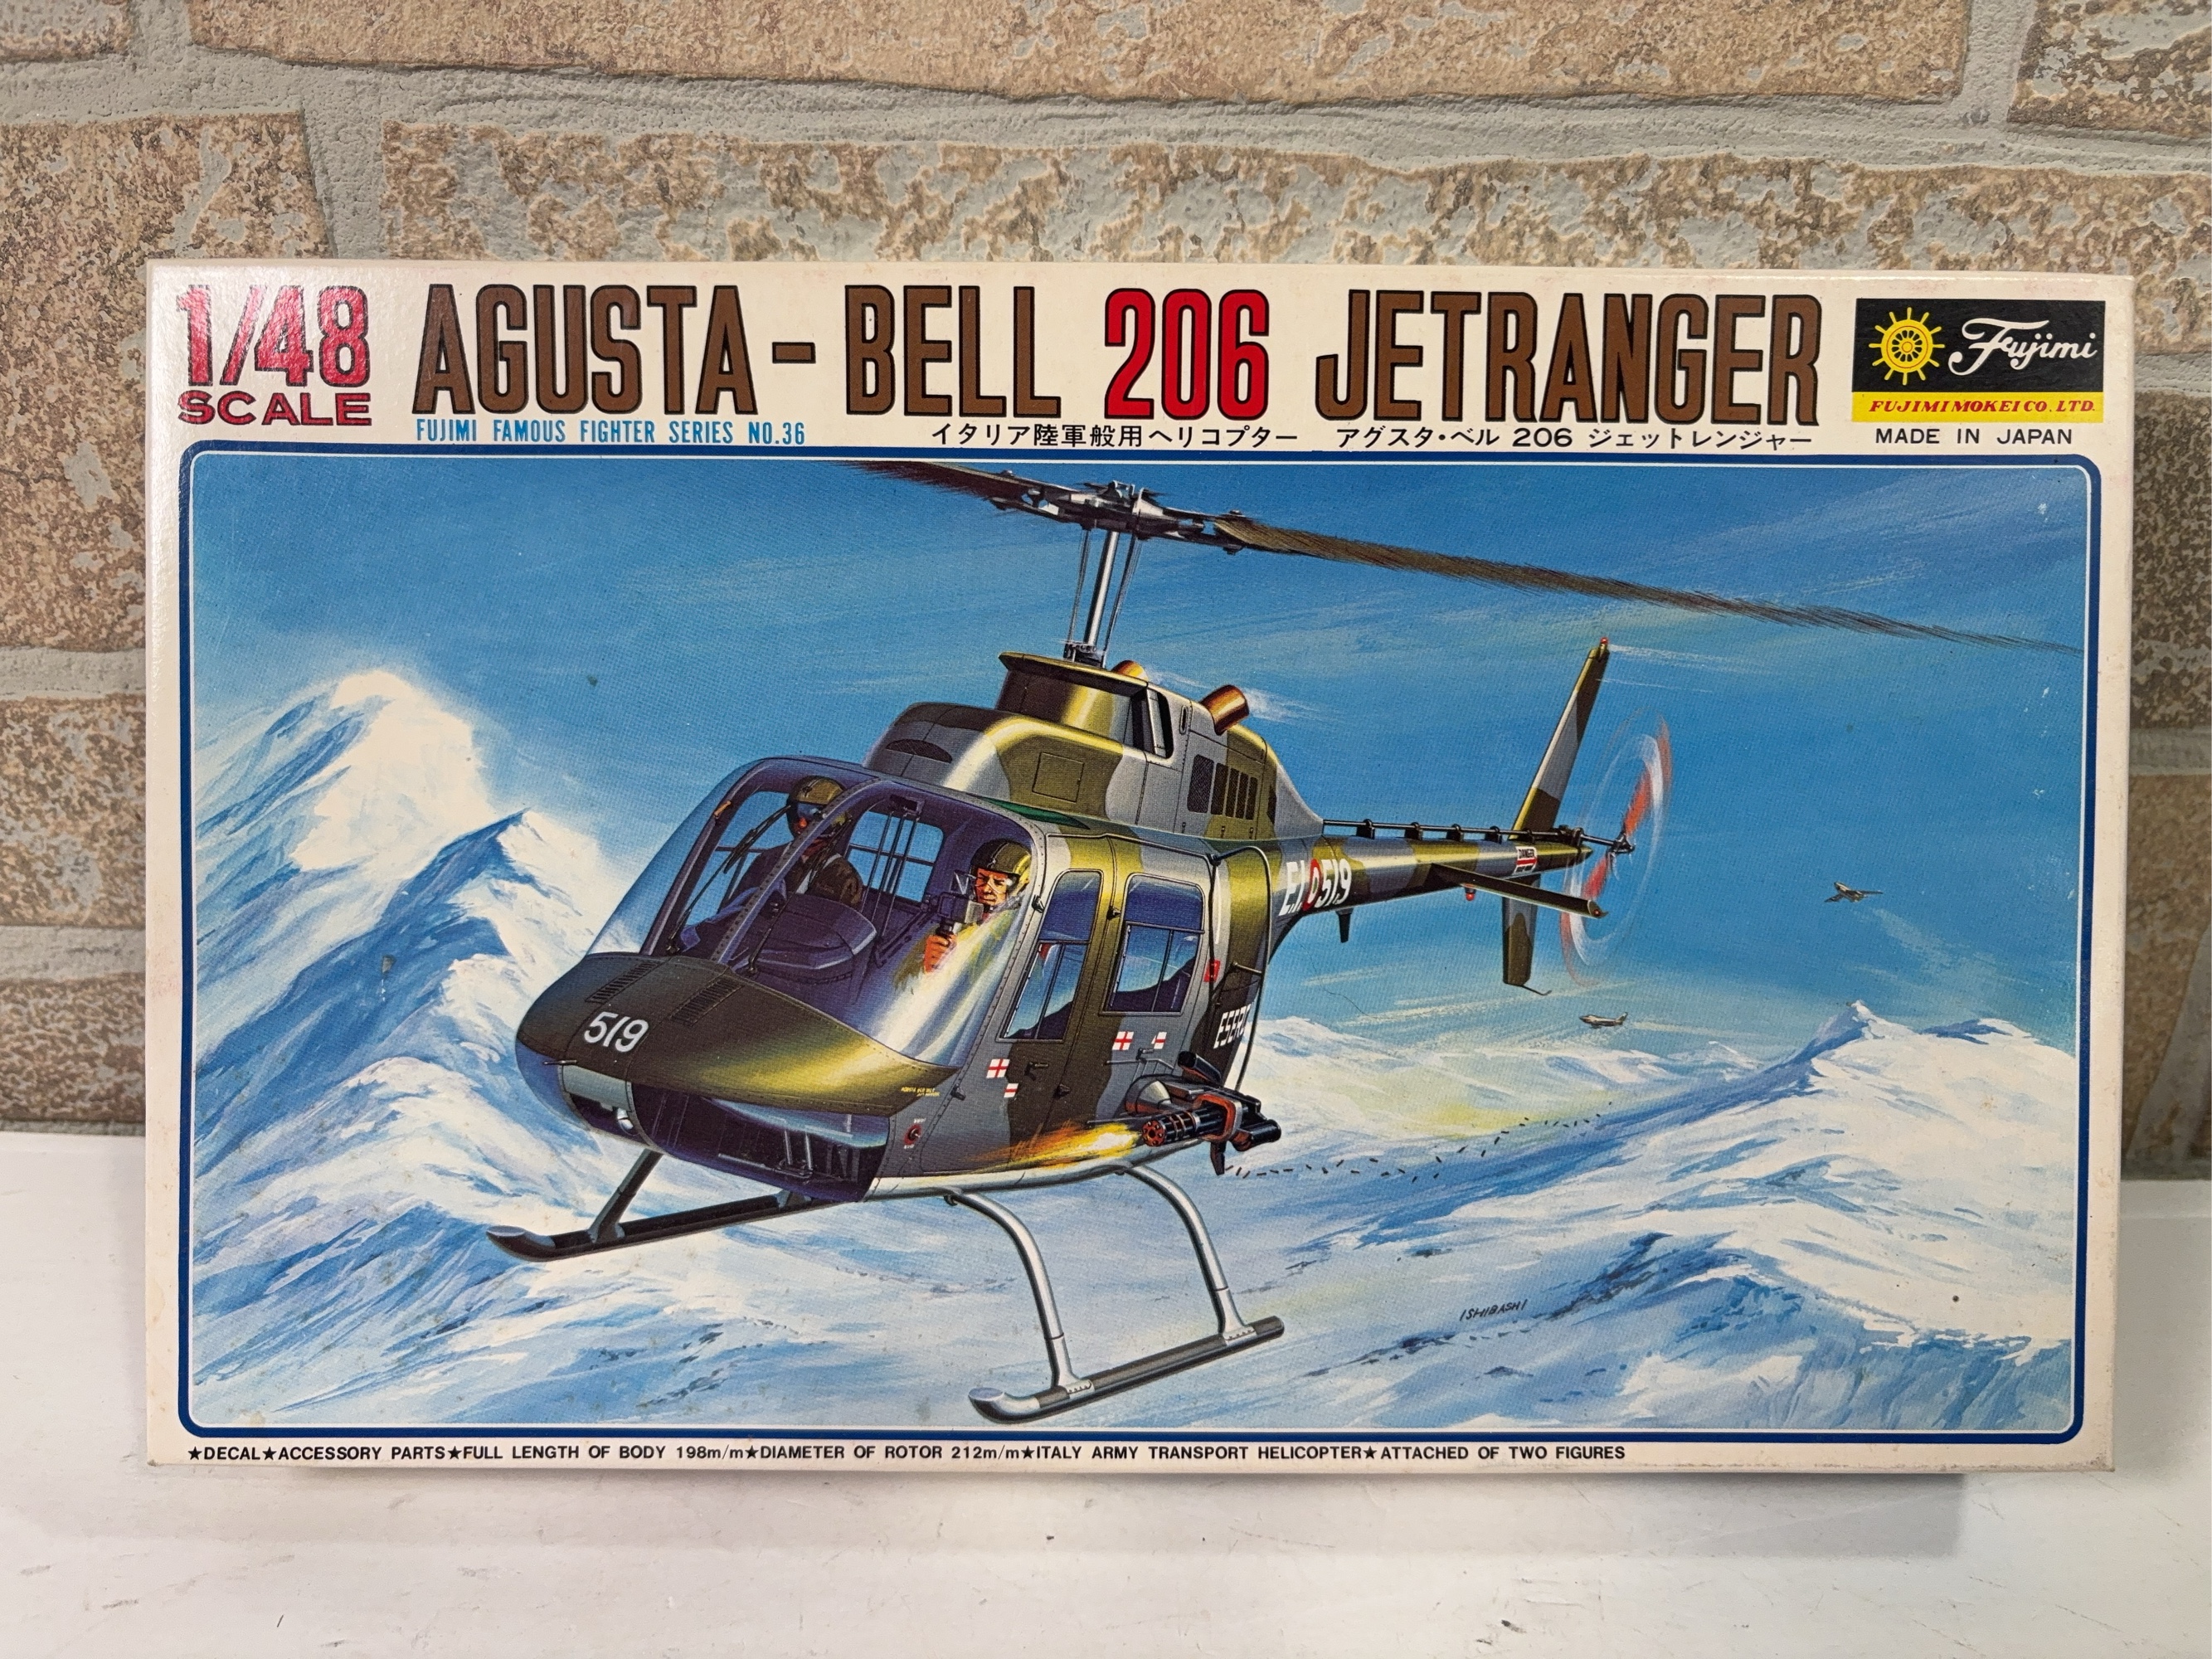 1/48
SCALE
AGUSTA-BELL 206 JETRANGER
FUJIMI FAMOUS FIGHTER SERIES NO.36
イタリア陸軍般用ヘリコプター アグスタ・ベル 206 ジェットレンジャー
Fujimi
FUJIMI MOKEI CO. LTD.
MADE IN JAPAN
E.I. 519
519
ESERC
ISHIBASHI
★DECAL★ACCESSORY PARTS★FULL LENGTH OF BODY 198m/m★DIAMETER OF ROTOR 212m/m★ITALY ARMY TRANSPORT HELICOPTER★ATTACHED OF TWO FIGURES